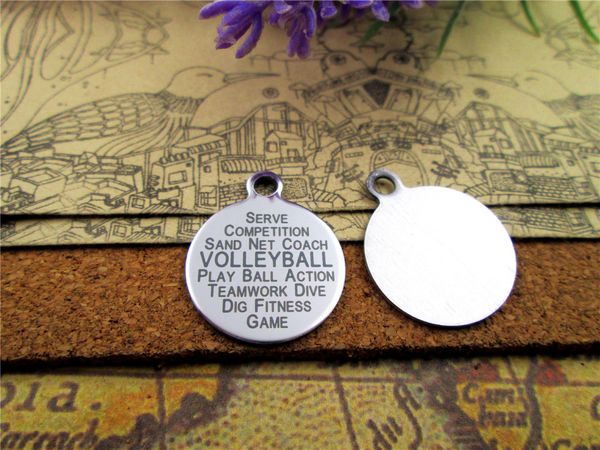 Serve
Competition
Sand Net Coach
VOLLEYBALL
Play Ball Action
Teamwork Dive
Dig Fitness
Game